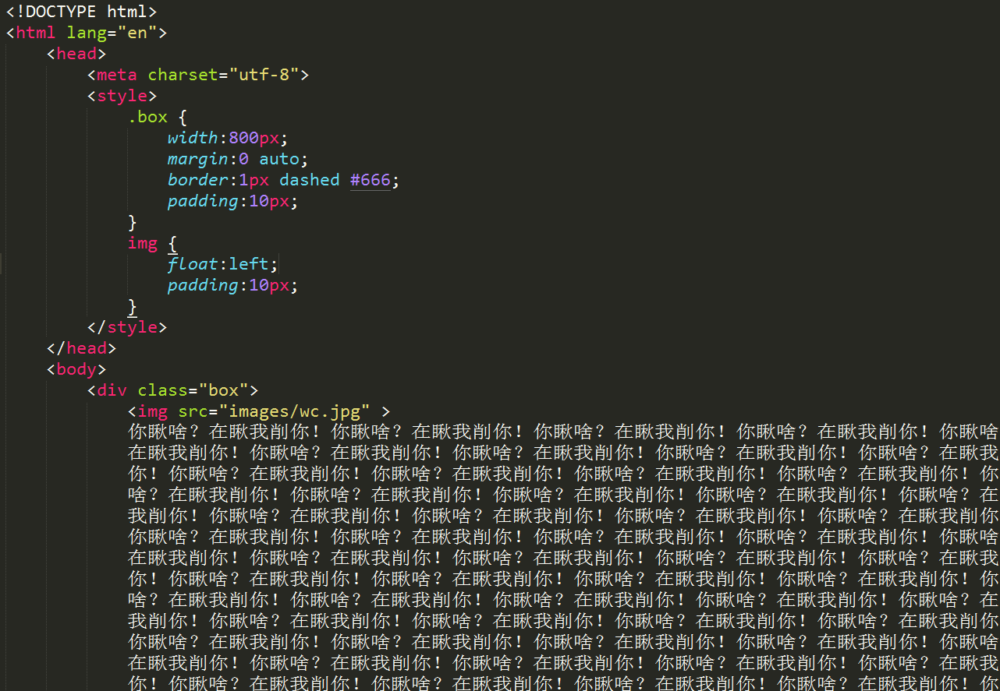 <!DOCTYPE html>
<html lang="en">
<head>
<meta charset="utf-8">
<style>
.box {
width:800px;
margin:0 auto;
border:1px dashed #666;
padding:10px;
}
img {
float:left;
padding:10px;
}
</style>
</head>
<body>
<div class="box">
<img src="images/wc.jpg" >
你瞅啥？在瞅我削你！你瞅啥？在瞅我削你！你瞅啥？在瞅我削你！你瞅啥？在瞅我削你！你瞅啥
在瞅我削你！你瞅啥？在瞅我削你！你瞅啥？在瞅我削你！你瞅啥？在瞅我削你！你瞅啥？在瞅我
你！你瞅啥？在瞅我削你！你瞅啥？在瞅我削你！你瞅啥？在瞅我削你！你瞅啥？在瞅我削你！你
啥？在瞅我削你！你瞅啥？在瞅我削你！你瞅啥？在瞅我削你！你瞅啥？在瞅我削你！你瞅啥？在
我削你！你瞅啥？在瞅我削你！你瞅啥？在瞅我削你！你瞅啥？在瞅我削你！你瞅啥？在瞅我削你
你瞅啥？在瞅我削你！你瞅啥？在瞅我削你！你瞅啥？在瞅我削你！你瞅啥？在瞅我削你！你瞅啥
在瞅我削你！你瞅啥？在瞅我削你！你瞅啥？在瞅我削你！你瞅啥？在瞅我削你！你瞅啥？在瞅我
你！你瞅啥？在瞅我削你！你瞅啥？在瞅我削你！你瞅啥？在瞅我削你！你瞅啥？在瞅我削你！你
啥？在瞅我削你！你瞅啥？在瞅我削你！你瞅啥？在瞅我削你！你瞅啥？在瞅我削你！你瞅啥？在
我削你！你瞅啥？在瞅我削你！你瞅啥？在瞅我削你！你瞅啥？在瞅我削你！你瞅啥？在瞅我削你
你瞅啥？在瞅我削你！你瞅啥？在瞅我削你！你瞅啥？在瞅我削你！你瞅啥？在瞅我削你！你瞅啥
在瞅我削你！你瞅啥？在瞅我削你！你瞅啥？在瞅我削你！你瞅啥？在瞅我削你！你瞅啥？在瞅我
你！你瞅啥？在瞅我削你！你瞅啥？在瞅我削你！你瞅啥？在瞅我削你！你瞅啥？在瞅我削你！你